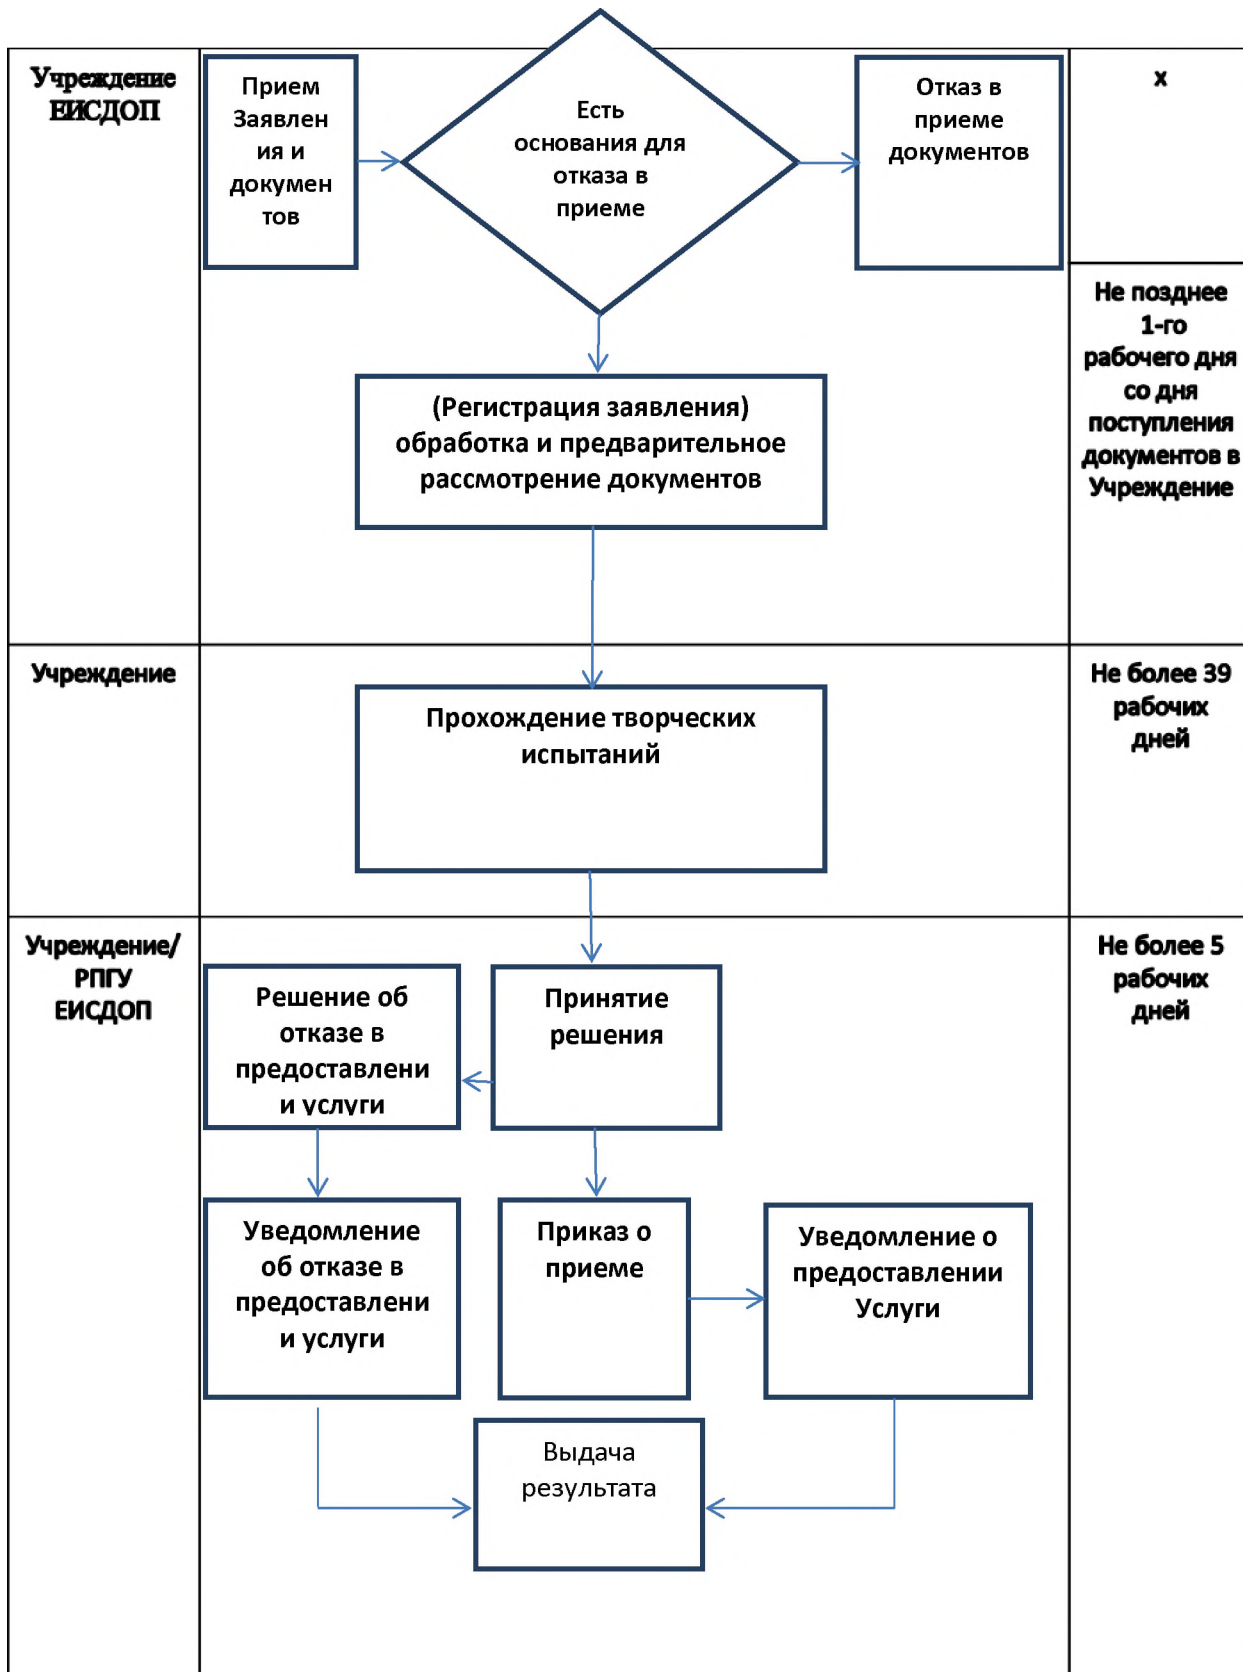 Учреждение
ЕИСДОП
Прием
Заявлен
ия и
докумен
тов
Есть
основания для
отказа в
приеме
Отказ в
приеме
документов
х
Не позднее
1-го
рабочего дня
со дня
поступления
документов в
Учреждение
(Регистрация заявления)
обработка и предварительное
рассмотрение документов
Учреждение
Прохождение творческих
испытаний
Не более 39
рабочих
дней
Учреждение/
РПГУ
ЕИСДОП
Решение об
отказе в
предоставлени
и услуги
Принятие
решения
Не более 5
рабочих
дней
Уведомление
об отказе в
предоставлени
и услуги
Приказ о
приеме
Уведомление о
предоставлении
Услуги
Выдача
результата